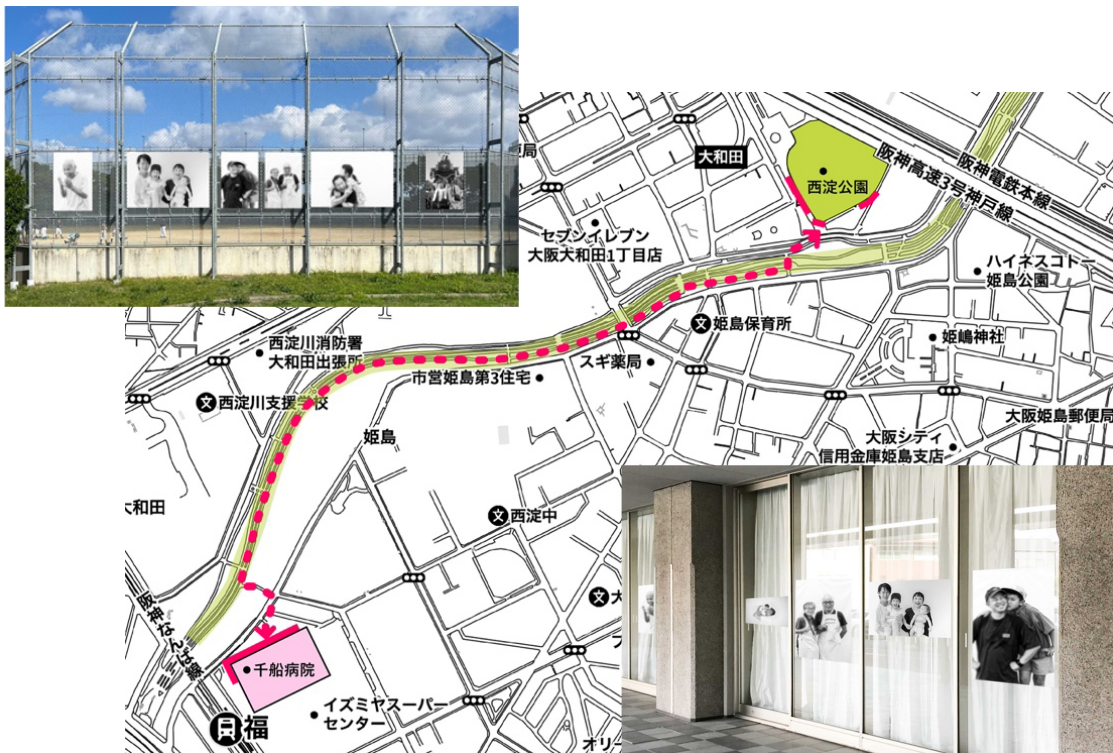 大和田
西淀公園
阪神電鉄本線
阪神高速3号神戸線
セブンイレブン
大阪大和田1丁目店
ハイネスコトー
姫島公園
文
姫島保育所
姫嶋神社
西淀川消防署
大和田出張所
スギ薬局
市営姫島第3住宅
文
西淀川支援学校
姫島
大阪姫島郵便局
大阪シティ
信用金庫姫島支店
大和田
文
西淀中
文
阪神なんば線
千船病院
イズミヤスーパー
センター
福